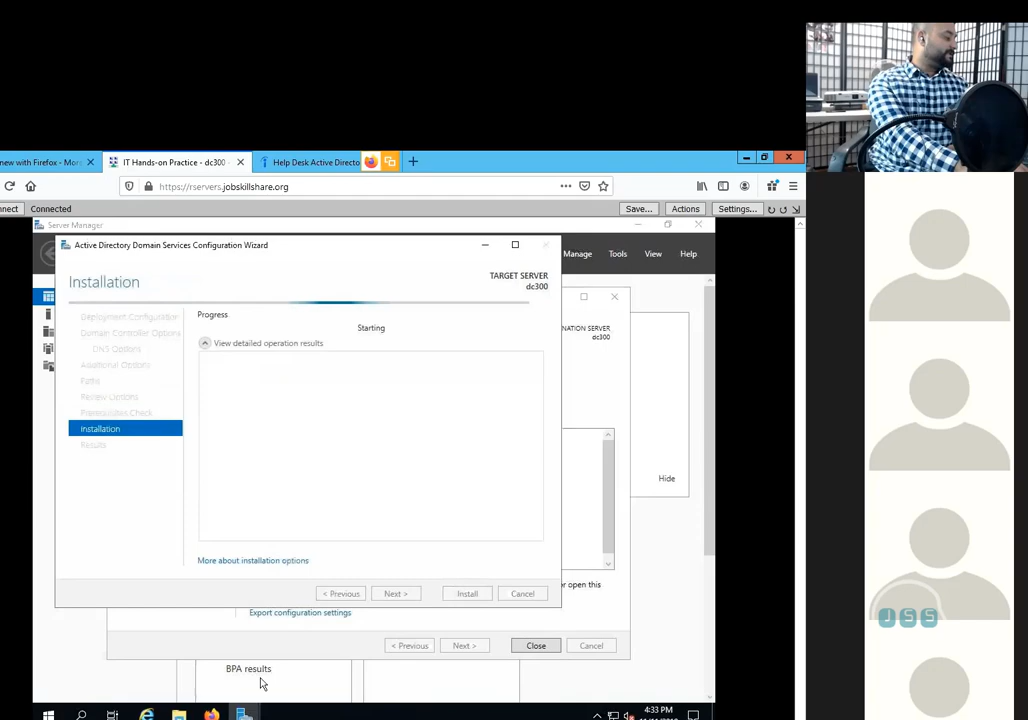 new with Firefox - Mor
IT Hands-on Practice - dc300 -
Help Desk Active Directo
https://rservers.jobskillshare.org
nnect
Connected
Save...
Actions
Settings...
Server Manager
Manage
Tools
View
Help
Active Directory Domain Services Configuration Wizard
Installation
TARGET SERVER
dc300
Deployment Configuration
Domain Controller Options
DNS Options
Additional Options
Paths
Review Options
Prerequisites Check
Installation
Results
Progress
Starting
View detailed operation results
NATION SERVER
dc300
Hide
More about installation options
or open this
< Previous
Next >
Install
Cancel
Export configuration settings
< Previous
Next >
Close
Cancel
BPA results
4:33 PM
JSS